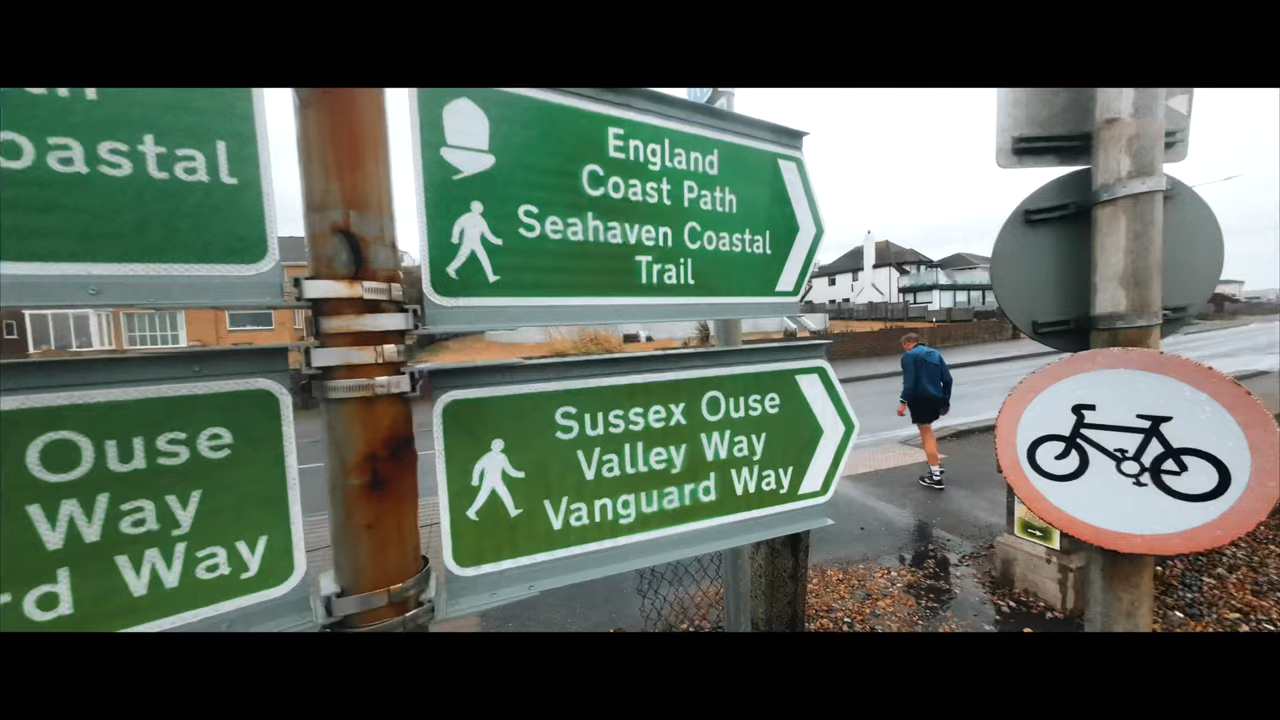 oastal
England
Coast Path
Seahaven Coastal
Trail
Ouse
Way
rd Way
Sussex Ouse
Valley Way
Vanguard Way